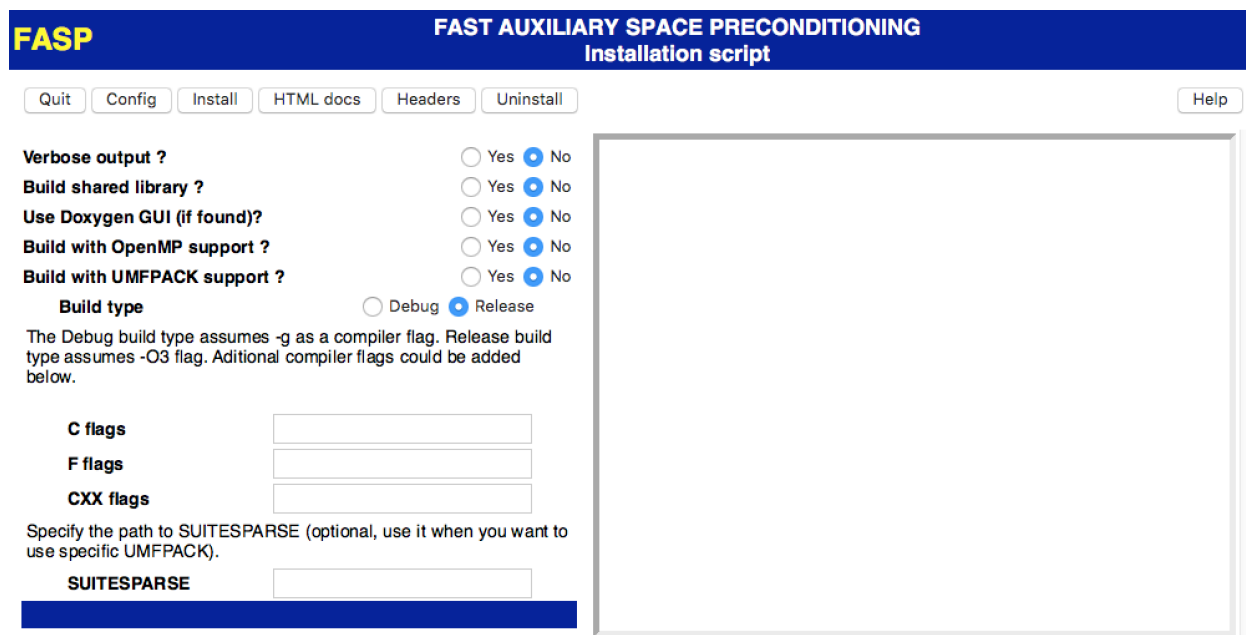 FASP
FAST AUXILIARY SPACE PRECONDITIONING
Installation script
Quit Config Install HTML docs Headers Uninstall Help
Verbose output ? Yes No
Build shared library ? Yes No
Use Doxygen GUI (if found)? Yes No
Build with OpenMP support ? Yes No
Build with UMFPACK support ? Yes No
Build type Debug Release
The Debug build type assumes -g as a compiler flag. Release build
type assumes -O3 flag. Aditional compiler flags could be added
below.
C flags
F flags
CXX flags
Specify the path to SUITESPARSE (optional, use it when you want to
use specific UMFPACK).
SUITESPARSE